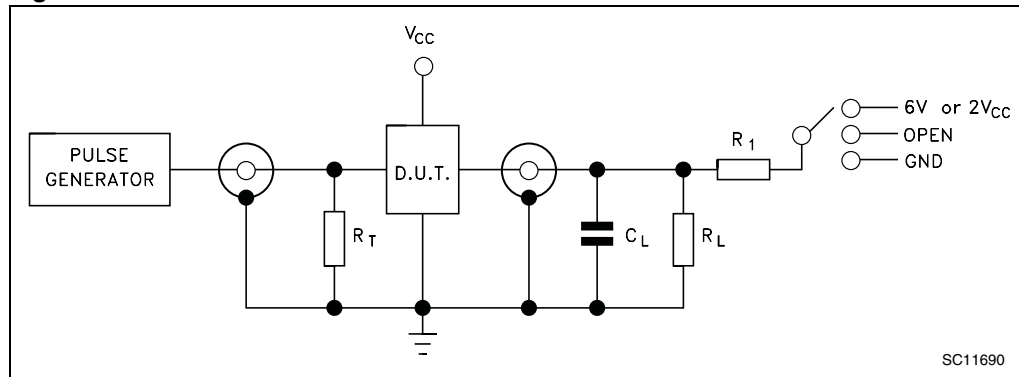 VCC
PULSE
GENERATOR
D.U.T.
RT
CL
RL
R1
6V or 2VCC
OPEN
GND
SC11690